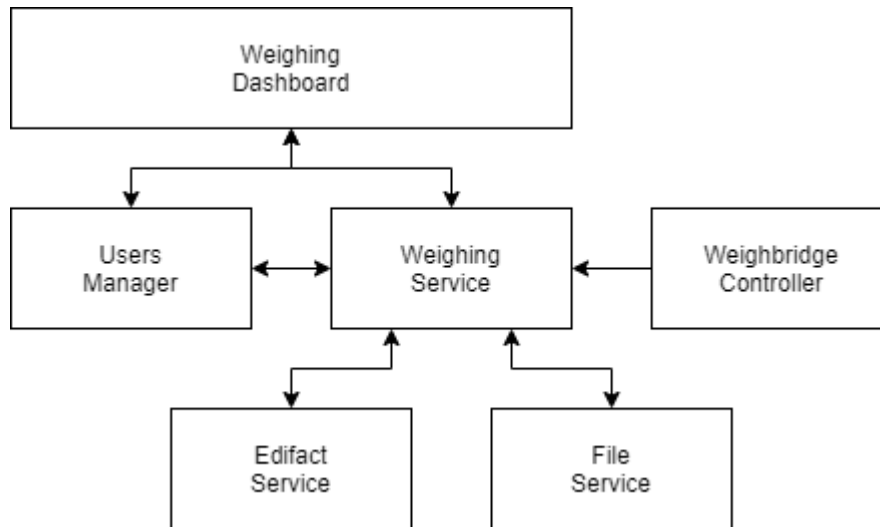 Weighing
Dashboard
Users
Manager
Weighing
Service
Weighbridge
Controller
Edifact
Service
File
Service